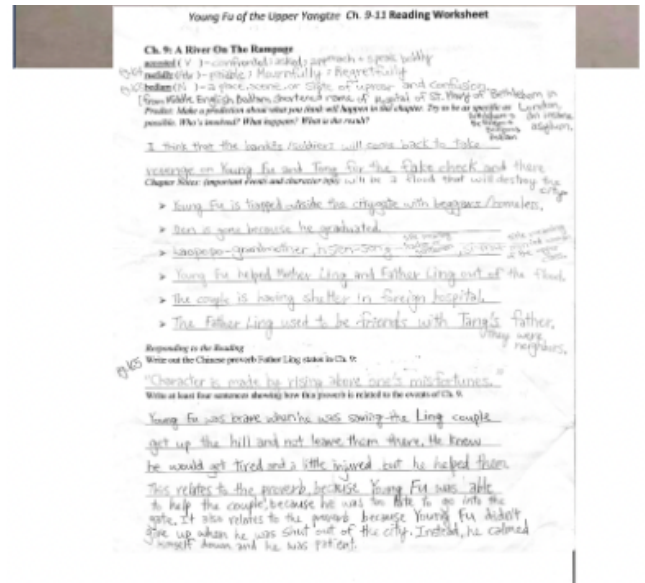 Young Fu of the Upper Yangtze Ch. 9-11 Reading Worksheet
Ch. 9: A River On The Rampage
accosted (V.) - confronted; asked; approach + speak boldly
ruefully (Adv.) - pitiable; Mournfully; Regretfully
bedlam (N.) - a place, scene, or state of uproar and confusion
[from Middle English Bedlam, shortened name of Hospital of St. Mary of Bethlehem in London, an insane asylum.
Predict: Make a prediction about what you think will happen in this chapter. Try to be as specific as
possible. Who's involved? What happens? What is the result?
I think that the bandits/soldiers will come back to take
revenge on Young Fu and Tang for the fake check and there
Chapter Notes: (important events and character info) will be a flood that will destroy the city.
➢ Young Fu is trapped outside the citygate with beggars/homeless.
➢ Den is gone because he graduated.
➢ Laopopo-grandmother, hsien-song-
➢ Young Fu helped Mother Ling and Father Ling out of the flood.
➢ The couple is having shelter in foreign hospital.
➢ The Father Ling used to be friends with Tang's father.
They were neighbors.
Responding to the Reading
pg.165 Write out the Chinese proverb Father Ling states in Ch. 9:
"Character is made by rising above one's misfortunes."
Write at least four sentences showing how this proverb is related to the events of Ch. 9.
Young Fu was brave when he was saving the Ling couple
get up the hill and not leave them there. He knew
he would get tired and a little injured but he helped them.
This relates to the proverb, because Young Fu was able
to help the couple, because he was too late to go into the
gate. It also relates to the proverb because Young Fu didn't
give up when he was shut out of the city. Instead, he calmed
himself down and he was patient.